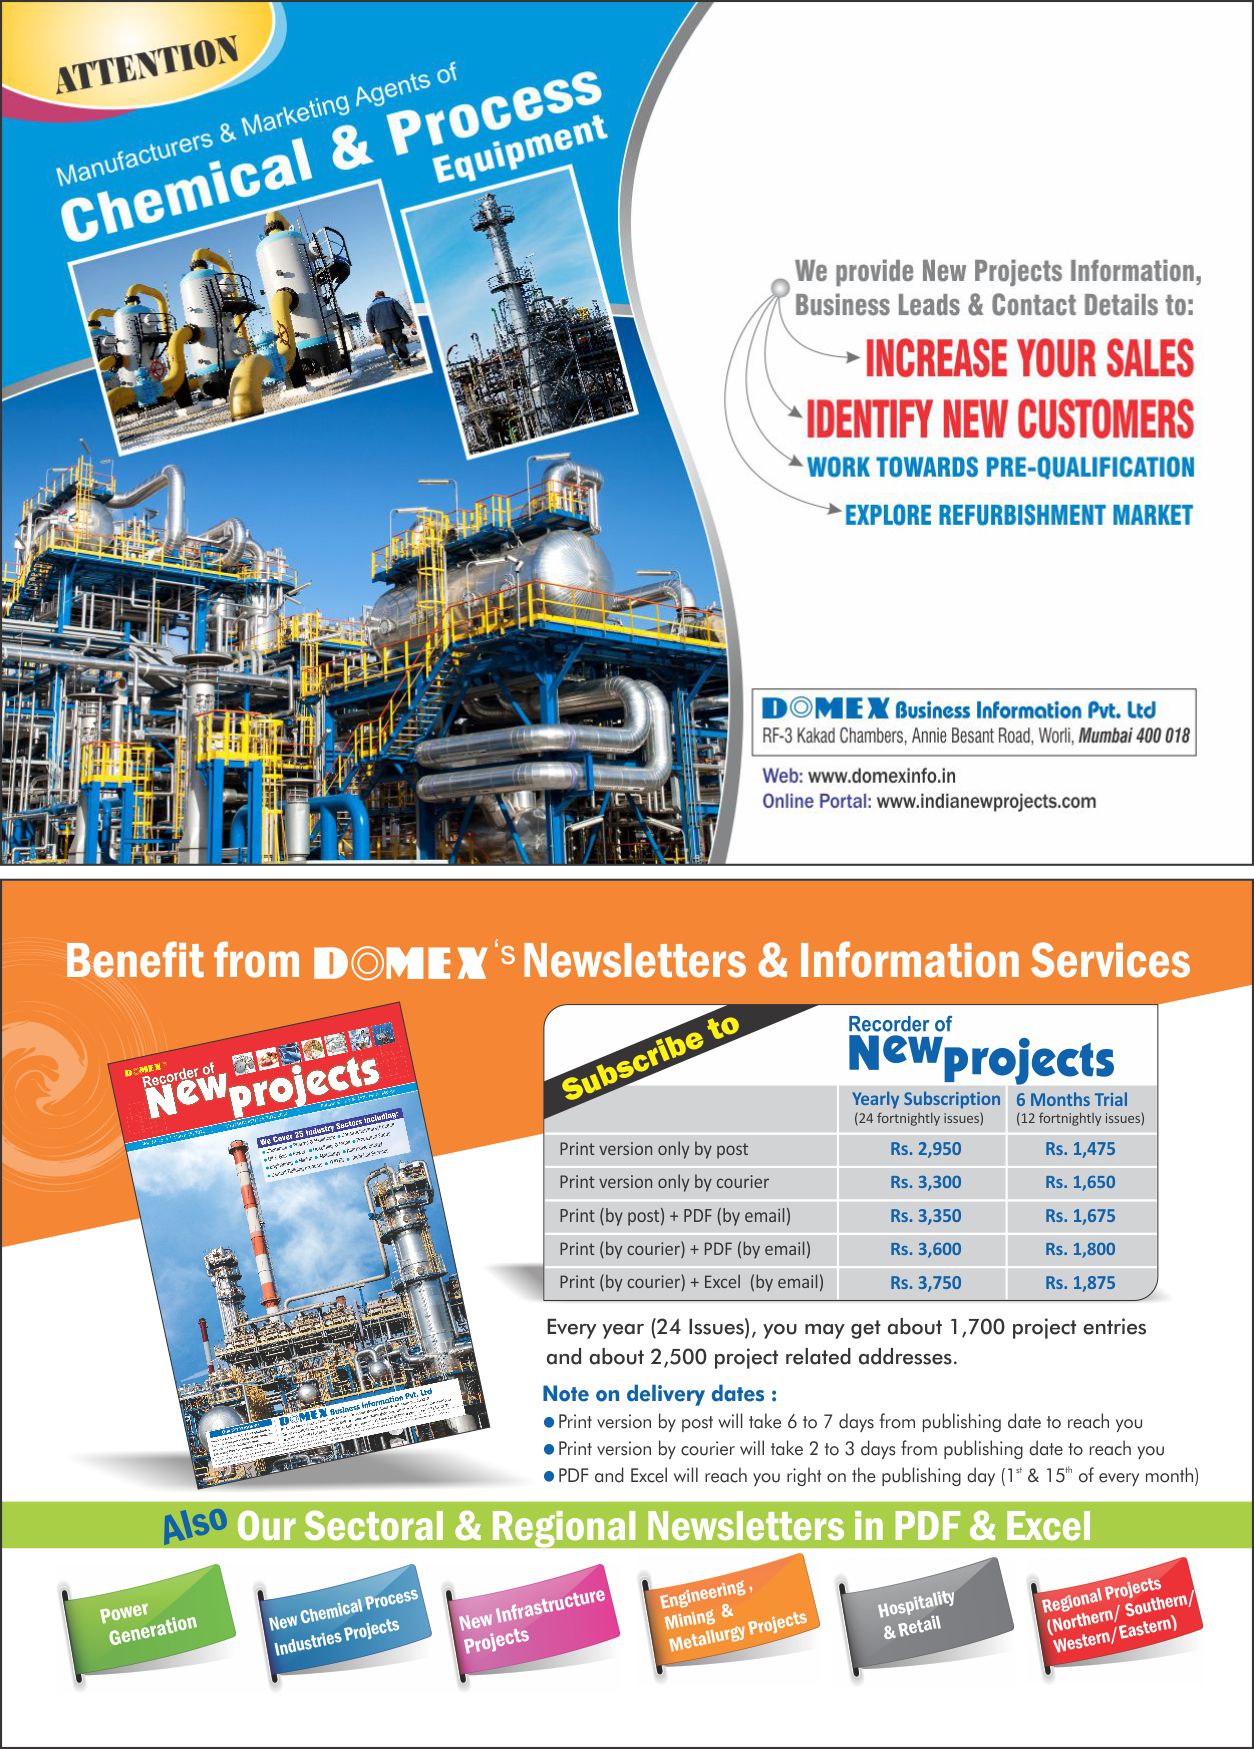 ATTENTION
Manufacturers & Marketing Agents of
Chemical & Process
Equipment
We provide New Projects Information,
Business Leads & Contact Details to:
INCREASE YOUR SALES
IDENTIFY NEW CUSTOMERS
WORK TOWARDS PRE-QUALIFICATION
EXPLORE REFURBISHMENT MARKET
DOMEX Business Information Pvt. Ltd
RF-3 Kakad Chambers, Annie Besant Road, Worli, Mumbai 400 018
Web: www.domexinfo.in
Online Portal: www.indianewprojects.com
Benefit from DOMEX's Newsletters & Information Services
DOMEX
Recorder of
New projects
We Cover 25 Industry Sectors Including:
DOMEX Business Information Pvt. Ltd
Subscribe to
Recorder of
New projects
Yearly Subscription 6 Months Trial
(24 fortnightly issues) (12 fortnightly issues)
Print version only by post Rs. 2,950 Rs. 1,475
Print version only by courier Rs. 3,300 Rs. 1,650
Print (by post) + PDF (by email) Rs. 3,350 Rs. 1,675
Print (by courier) + PDF (by email) Rs. 3,600 Rs. 1,800
Print (by courier) + Excel (by email) Rs. 3,750 Rs. 1,875
Every year (24 Issues), you may get about 1,700 project entries
and about 2,500 project related addresses.
Note on delivery dates :
● Print version by post will take 6 to 7 days from publishing date to reach you
● Print version by courier will take 2 to 3 days from publishing date to reach you
● PDF and Excel will reach you right on the publishing day (1st & 15th of every month)
Also Our Sectoral & Regional Newsletters in PDF & Excel
Power
Generation
New Chemical Process
Industries Projects
New Infrastructure
Projects
Engineering ,
Mining &
Metallurgy Projects
Hospitality
& Retail
Regional Projects
(Northern/ Southern/
Western/Eastern)